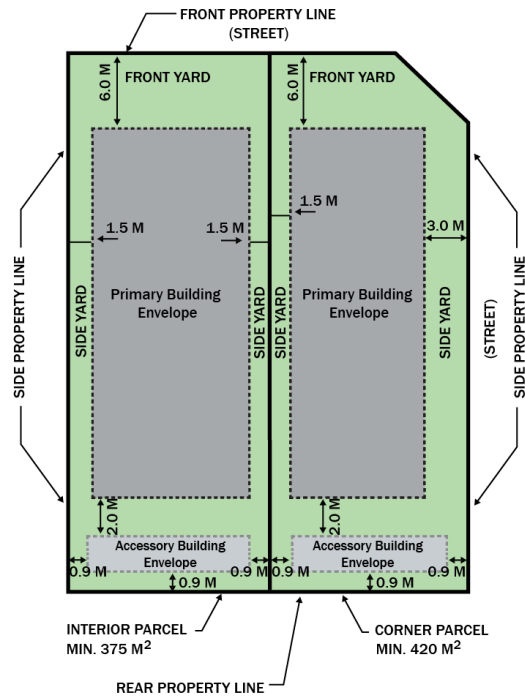 FRONT PROPERTY LINE
(STREET)
6.0 M
FRONT YARD
6.0 M
FRONT YARD
1.5 M
1.5 M
1.5 M
3.0 M
SIDE PROPERTY LINE
SIDE YARD
Primary Building
Envelope
SIDE YARD
SIDE YARD
Primary Building
Envelope
SIDE YARD
(STREET)
SIDE PROPERTY LINE
2.0 M
2.0 M
Accessory Building
Envelope
Accessory Building
Envelope
0.9 M
0.9 M
0.9 M
0.9 M
0.9 M
0.9 M
INTERIOR PARCEL
MIN. 375 M²
CORNER PARCEL
MIN. 420 M²
REAR PROPERTY LINE